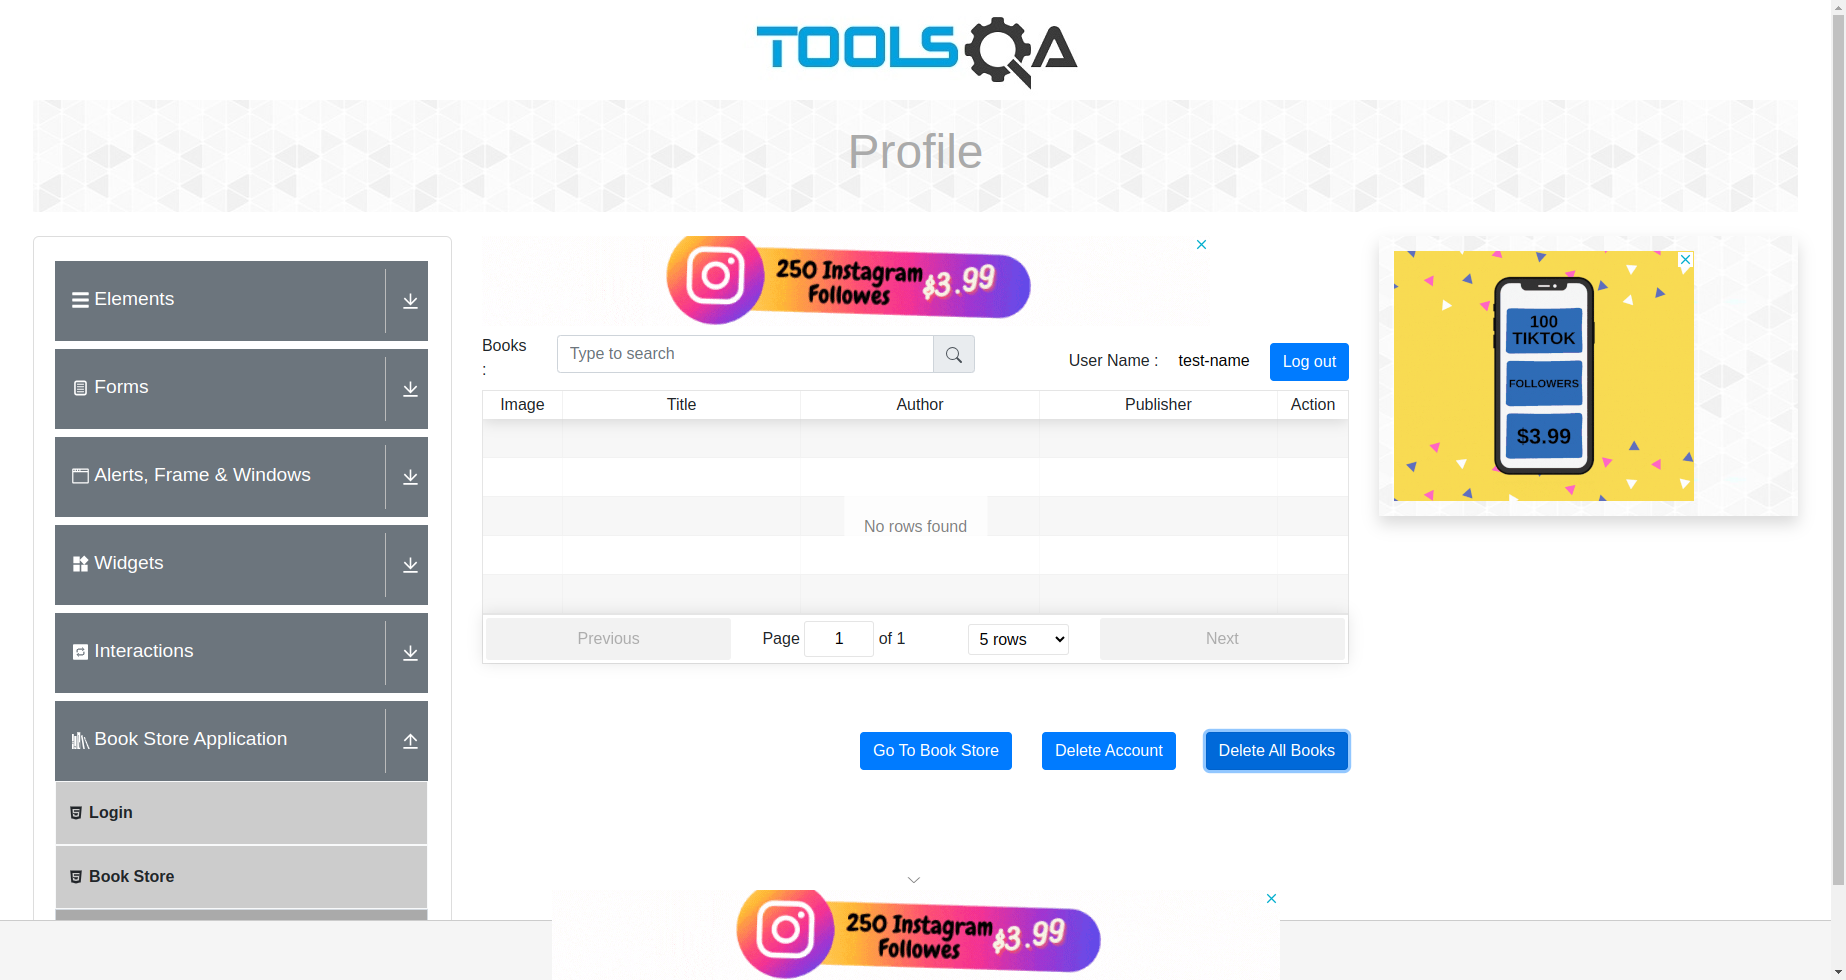 TOOLSQA
Profile
Elements
Forms
Alerts, Frame & Windows
Widgets
Interactions
Book Store Application
Login
Book Store
250 Instagram
Followes
$3.99
Books
:
Type to search
User Name :
test-name
Log out
Image
Title
Author
Publisher
Action
No rows found
Previous
Page 1 of 1
5 rows
Next
Go To Book Store
Delete Account
Delete All Books
100
TIKTOK
FOLLOWERS
$3.99
250 Instagram
Followes
$3.99